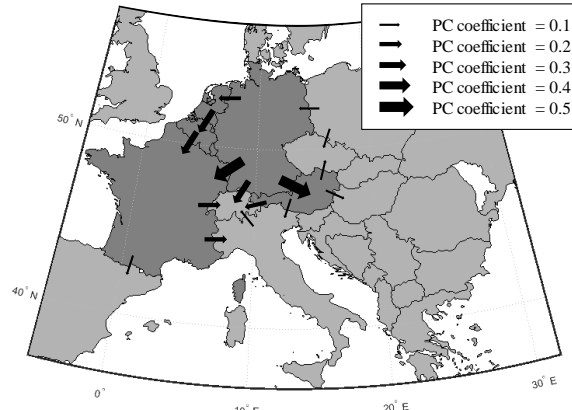 PC coefficient = 0.1
PC coefficient = 0.2
PC coefficient = 0.3
PC coefficient = 0.4
PC coefficient = 0.5
50° N
40° N
0°
10° E
20° E
30° E